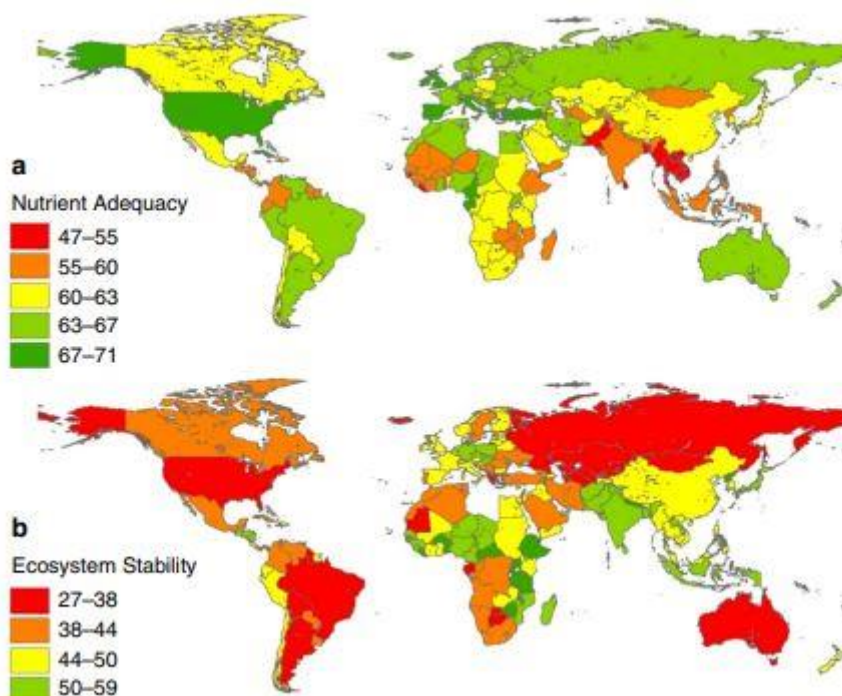 a
Nutrient Adequacy
47–55
55–60
60–63
63–67
67–71
b
Ecosystem Stability
27–38
38–44
44–50
50–59